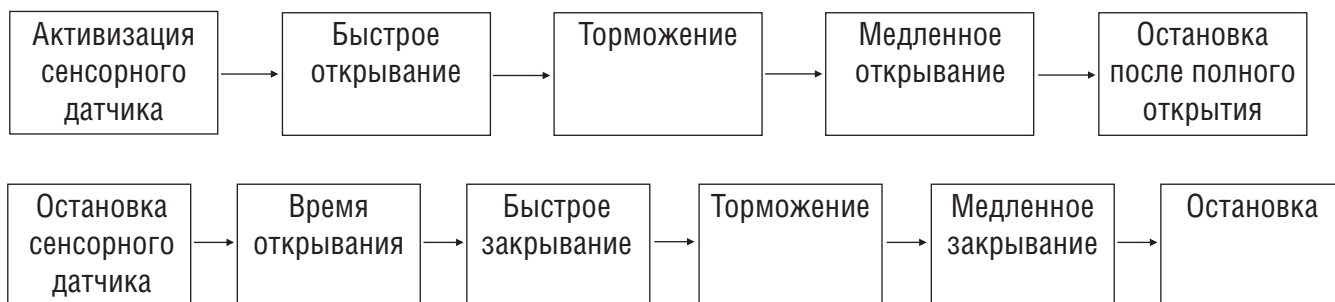 Активизация
сенсорного
датчика
Быстрое
открывание
Торможение
Медленное
открывание
Остановка
после полного
открытия
Остановка
сенсорного
датчика
Время
открывания
Быстрое
закрывание
Торможение
Медленное
закрывание
Остановка